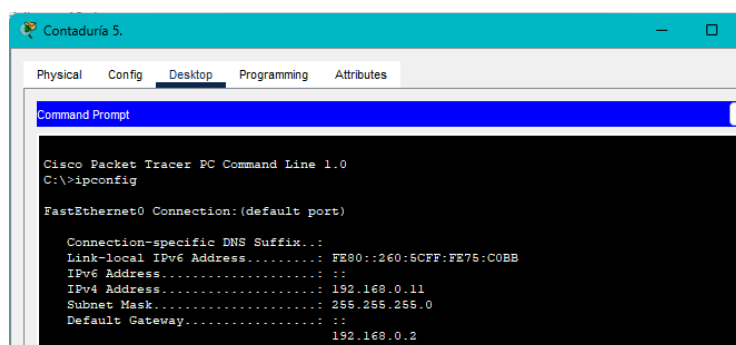 Contaduría 5.
Physical Config Desktop Programming Attributes
Command Prompt
Cisco Packet Tracer PC Command Line 1.0
C:\>ipconfig
FastEthernet0 Connection:(default port)
Connection-specific DNS Suffix..:
Link-local IPv6 Address.........: FE80::260:5CFF:FE75:C0BB
IPv6 Address....................: ::
IPv4 Address....................: 192.168.0.11
Subnet Mask.....................: 255.255.255.0
Default Gateway.................: ::
192.168.0.2